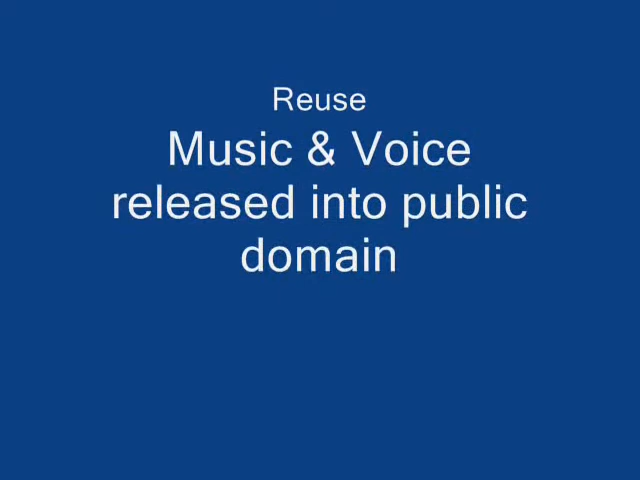 Reuse
Music & Voice
released into public
domain